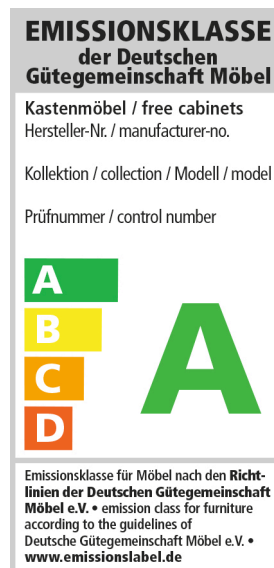 EMISSIONSKLASSE
der Deutschen
Gütegemeinschaft Möbel
Kastenmöbel / free cabinets
Hersteller-Nr. / manufacturer-no.
Kollektion / collection / Modell / model
Prüfnummer / control number
A
B
C
D
A
Emissionsklasse für Möbel nach den Richt-
linien der Deutschen Gütegemeinschaft
Möbel e.V. • emission class for furniture
according to the guidelines of
Deutsche Gütegemeinschaft Möbel e.V. •
www.emissionslabel.de